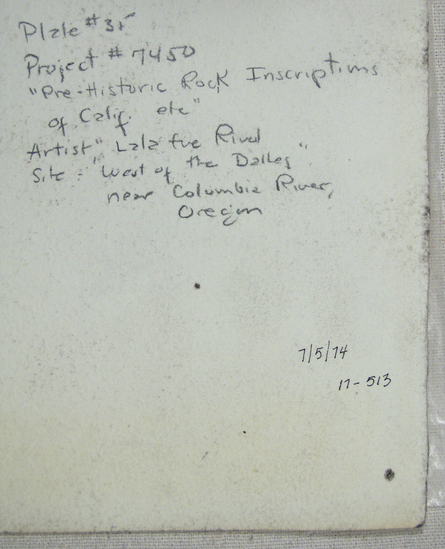 Plate #35
Project # 7450
"Pre-Historic Rock Inscriptions
of Calif. etc"
Artist" Lala Eve Rivol
Site: "West of the Dalles"
near Columbia River,
Oregon
7/5/74
17-513